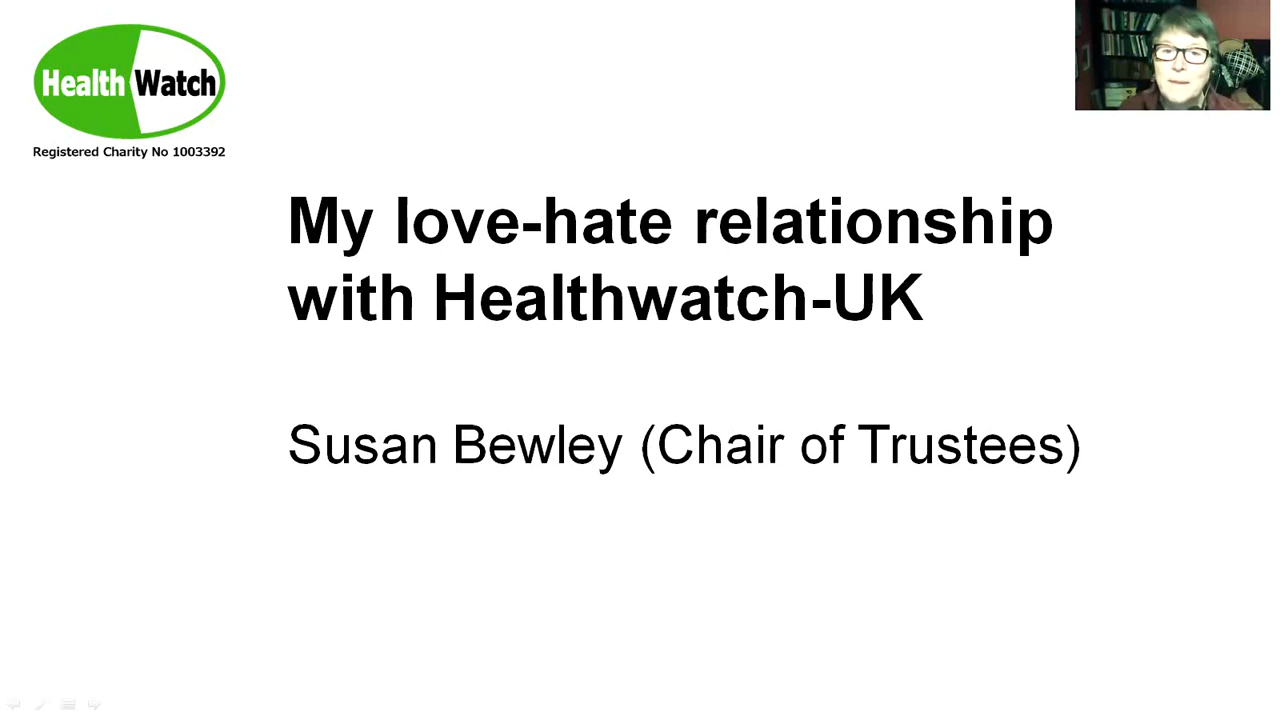 Health Watch
Registered Charity No 1003392
My love-hate relationship
with Healthwatch-UK
Susan Bewley (Chair of Trustees)